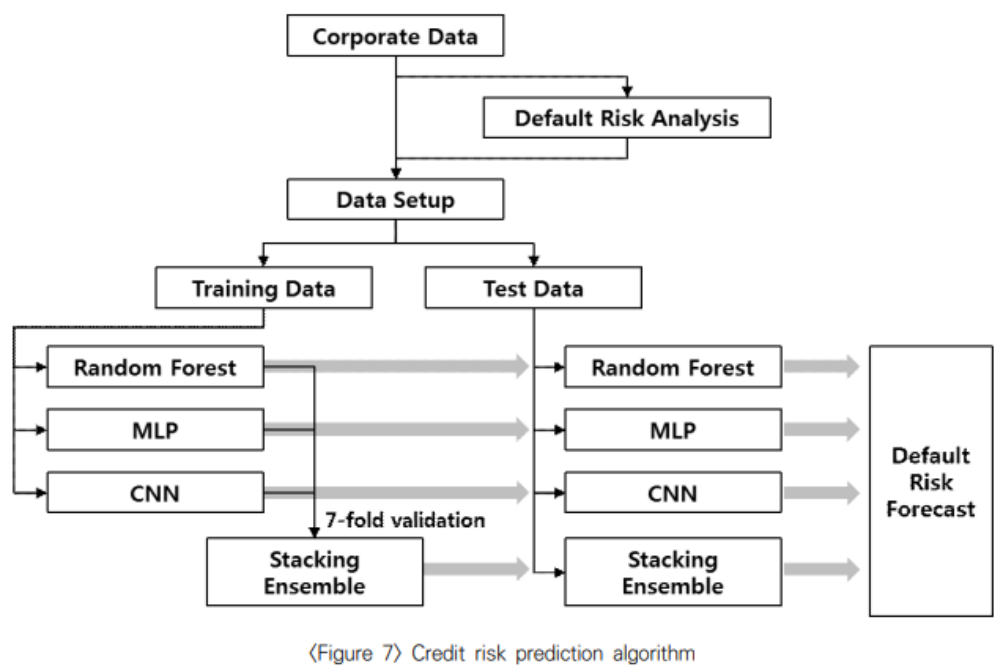 Corporate Data
Default Risk Analysis
Data Setup
Training Data
Test Data
Random Forest
MLP
CNN
7-fold validation
Stacking
Ensemble
Random Forest
MLP
CNN
Stacking
Ensemble
Default
Risk
Forecast
〈Figure 7〉 Credit risk prediction algorithm